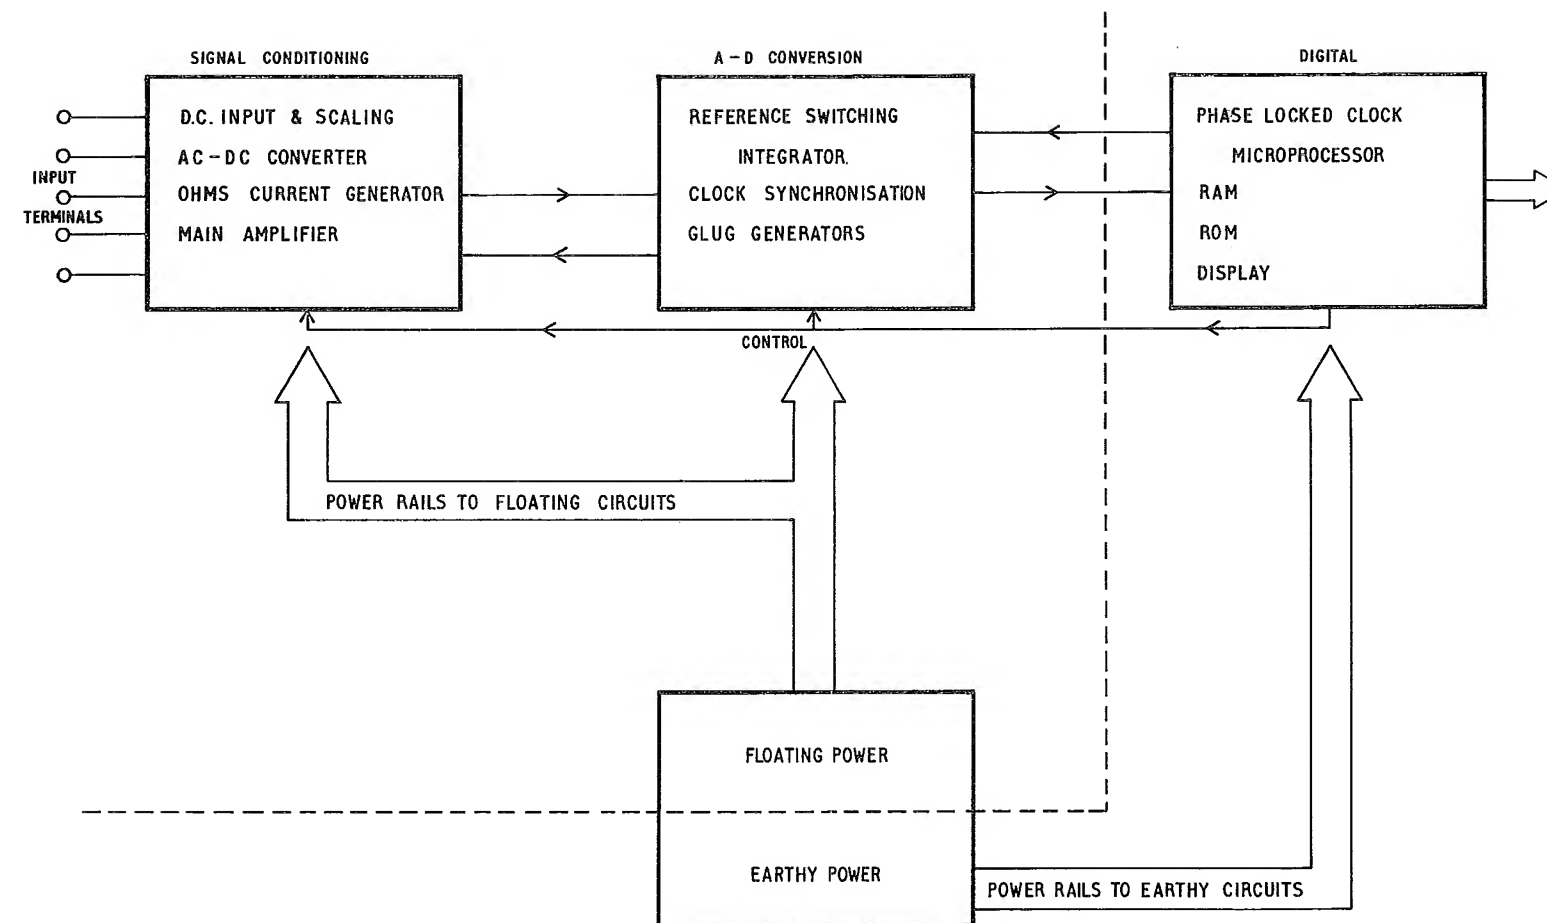 SIGNAL CONDITIONING
D.C. INPUT & SCALING
AC-DC CONVERTER
OHMS CURRENT GENERATOR
MAIN AMPLIFIER
INPUT
TERMINALS
A-D CONVERSION
REFERENCE SWITCHING
INTEGRATOR.
CLOCK SYNCHRONISATION
GLUG GENERATORS
DIGITAL
PHASE LOCKED CLOCK
MICROPROCESSOR
RAM
ROM
DISPLAY
CONTROL
POWER RAILS TO FLOATING CIRCUITS
FLOATING POWER
EARTHY POWER
POWER RAILS TO EARTHY CIRCUITS